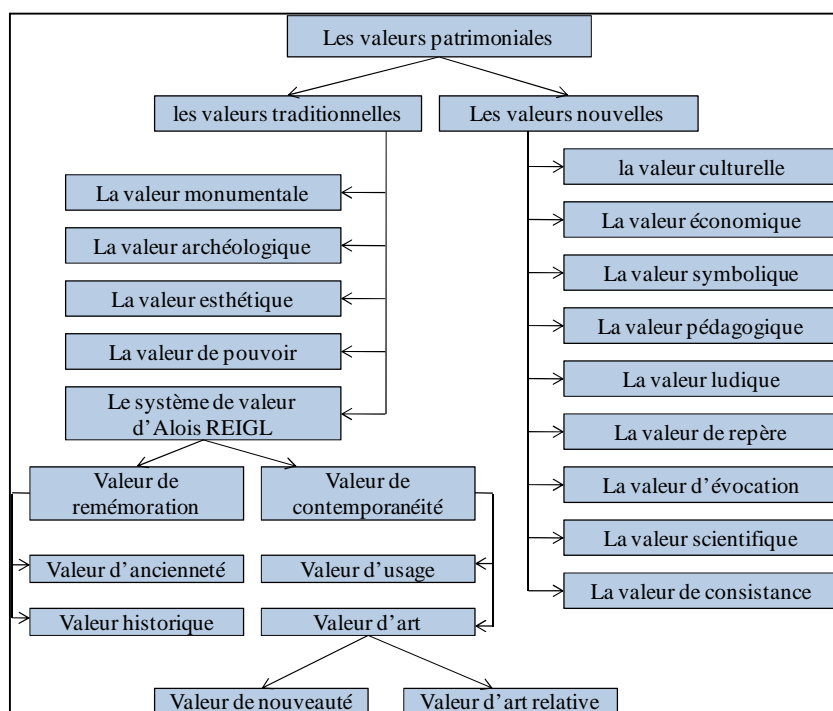 Les valeurs patrimoniales
les valeurs traditionnelles
Les valeurs nouvelles
La valeur monumentale
La valeur archéologique
La valeur esthétique
La valeur de pouvoir
Le système de valeur
d’Alois REIGL
Valeur de
remémoration
Valeur de
contemporanéité
Valeur d’ancienneté
Valeur d’usage
Valeur historique
Valeur d’art
Valeur de nouveauté
Valeur d’art relative
la valeur culturelle
La valeur économique
La valeur symbolique
La valeur pédagogique
La valeur ludique
La valeur de repère
La valeur d’évocation
La valeur scientifique
La valeur de consistance